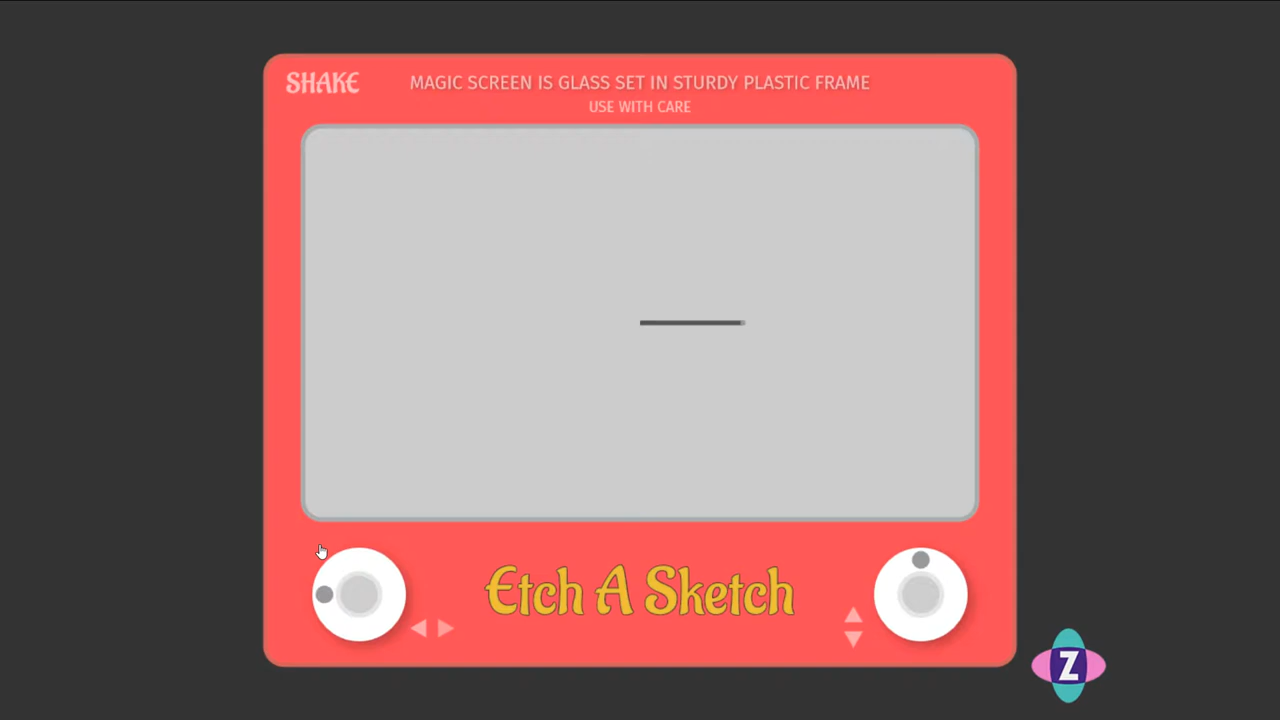 SHAKE
MAGIC SCREEN IS GLASS SET IN STURDY PLASTIC FRAME
USE WITH CARE
Etch A Sketch
Z